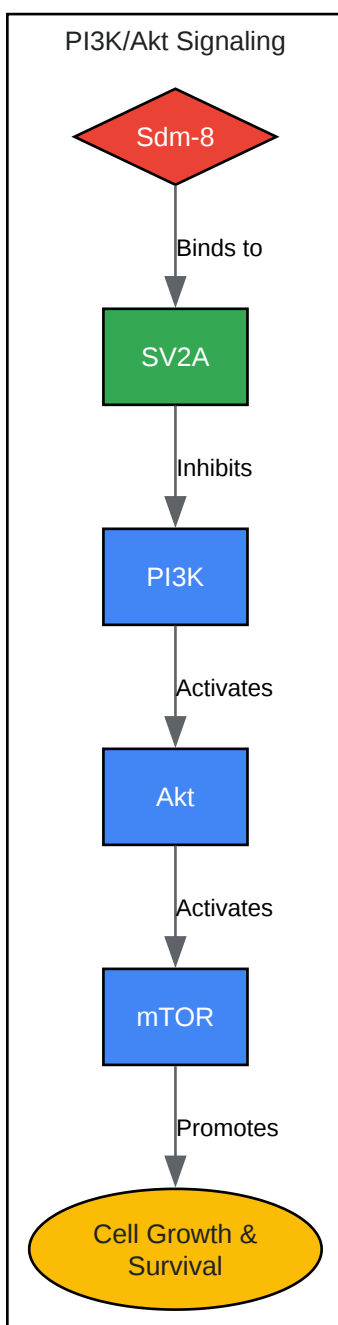 PI3K/Akt Signaling
Sdm-8
Binds to
SV2A
Inhibits
PI3K
Activates
Akt
Activates
mTOR
Promotes
Cell Growth &
Survival